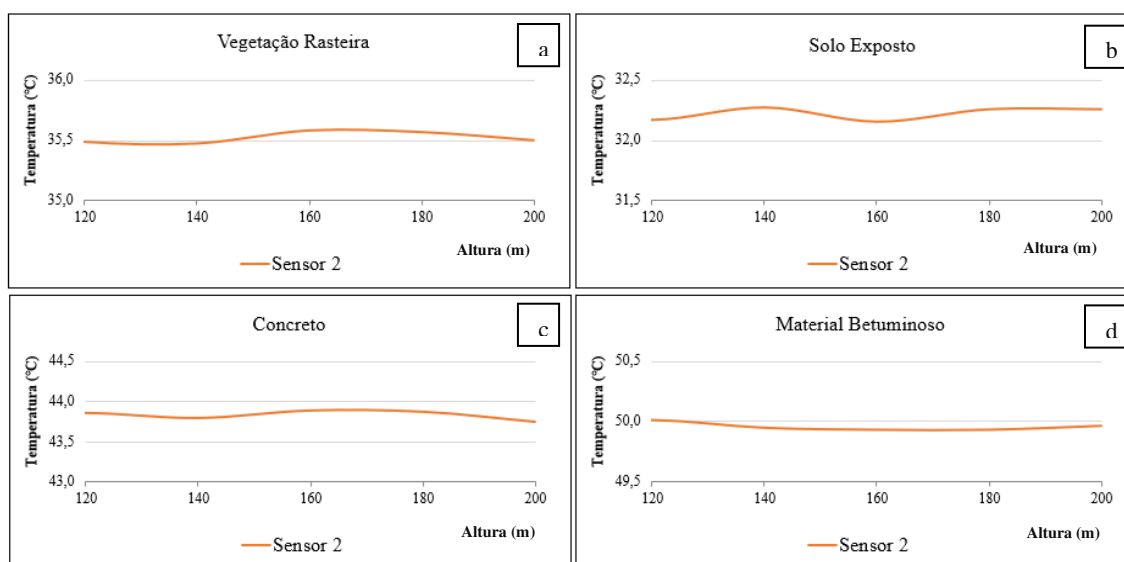 Vegetação Rasteira
a
Temperatura (°C)
36,0
35,5
35,0
120 140 160 180 200
Altura (m)
Sensor 2
Solo Exposto
b
Temperatura (°C)
32,5
32,0
31,5
120 140 160 180 200
Altura (m)
Sensor 2
Concreto
c
Temperatura (°C)
44,5
44,0
43,5
43,0
120 140 160 180 200
Altura (m)
Sensor 2
Material Betuminoso
d
Temperatura (°C)
50,5
50,0
49,5
120 140 160 180 200
Altura (m)
Sensor 2